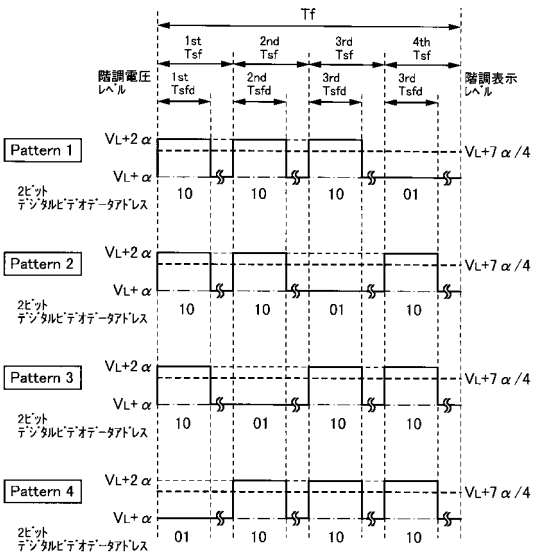 Tf
1st 2nd 3rd 4th
Tsf Tsf Tsf Tsf
階調電圧 1st 2nd 3rd 3rd 階調表示
レベル Tsfd Tsfd Tsfd Tsfd レベル
Pattern 1 VL+2α VL+7α/4
VL+α
2ビット 10 10 10 01
デジタルビデオデータアドレス
Pattern 2 VL+2α VL+7α/4
VL+α
2ビット 10 10 01 10
デジタルビデオデータアドレス
Pattern 3 VL+2α VL+7α/4
VL+α
2ビット 10 01 10 10
デジタルビデオデータアドレス
Pattern 4 VL+2α VL+7α/4
VL+α
2ビット 01 10 10 10
デジタルビデオデータアドレス